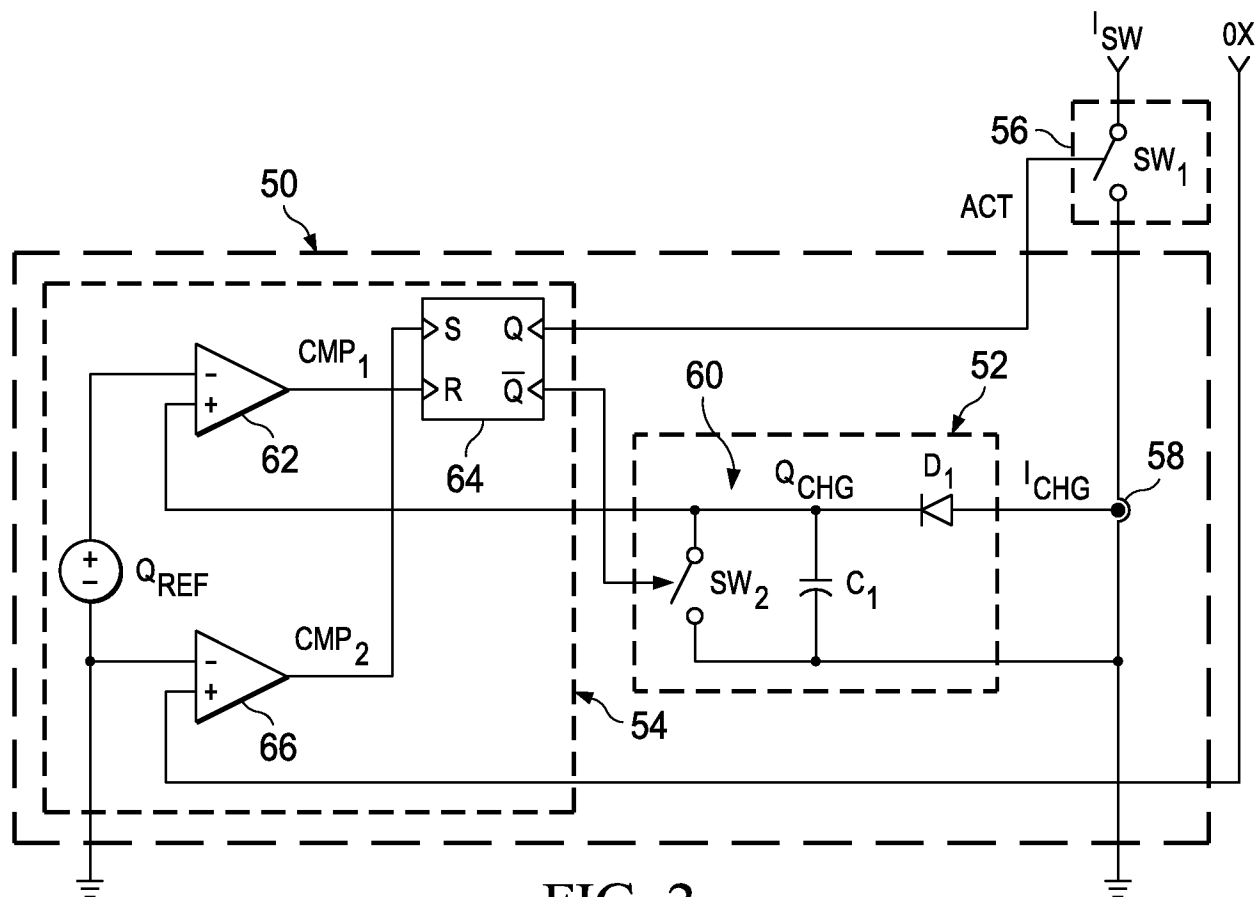 I_SW
0X
56
SW_1
50
ACT
S
Q
CMP_1
60
52
-
+
R
Q̅
62
64
Q_CHG
D_1
I_CHG
58
+
-
Q_REF
SW_2
C_1
CMP_2
-
+
66
54